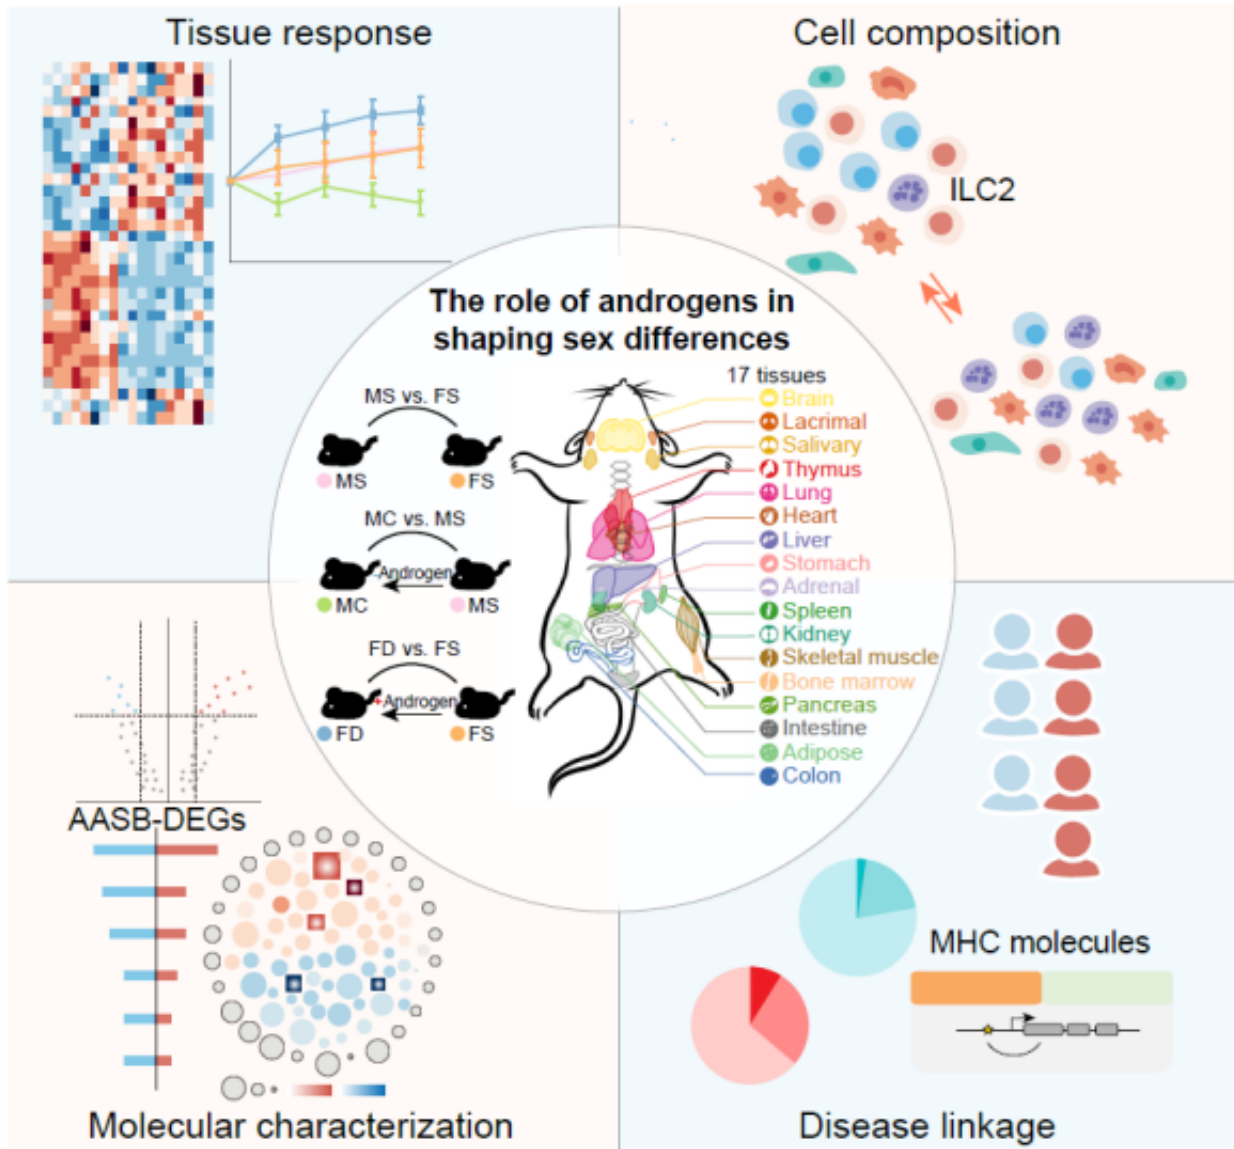 Tissue response
Cell composition
ILC2
The role of androgens in
shaping sex differences
17 tissues
MS vs. FS
MS
FS
MC vs. MS
-Androgen
MC
MS
FD vs. FS
+Androgen
FD
FS
Brain
Lacrimal
Salivary
Thymus
Lung
Heart
Liver
Stomach
Adrenal
Spleen
Kidney
Skeletal muscle
Bone marrow
Pancreas
Intestine
Adipose
Colon
AASB-DEGs
Molecular characterization
MHC molecules
Disease linkage